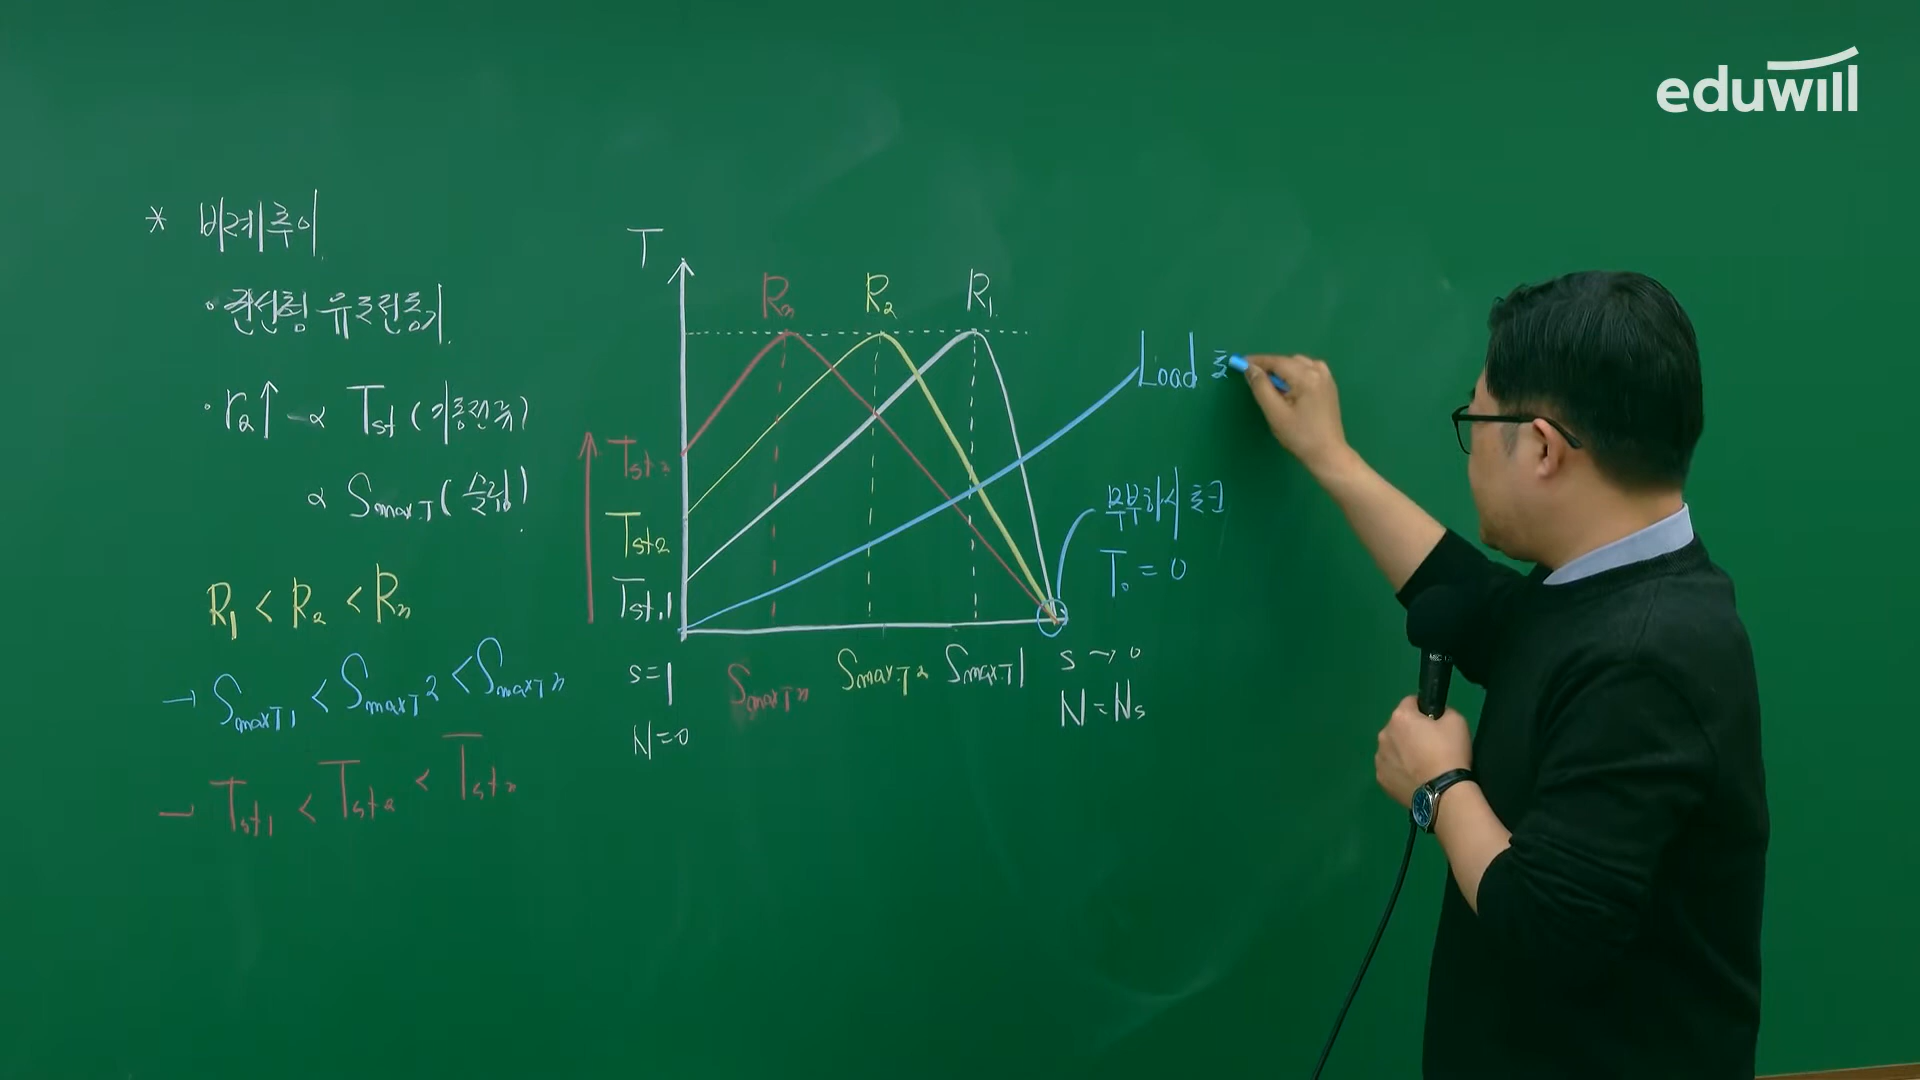 eduwill
* 비례추이
· 권선형 유도전동기
· r₂↑ → ∝ Tst (기동전류)
∝ SmaxT (슬립)
R₁ < R₂ < R₃
→ SmaxT1 < SmaxT2 < SmaxT3
→ Tst1 < Tst2 < Tst3
T
R₃ R₂ R₁
Load 토
Tst3
Tst2
Tst1
무부하시 토크
T₀ = 0
s=1 SmaxT3 SmaxT2 SmaxT1 s → 0
N=0 N=Ns